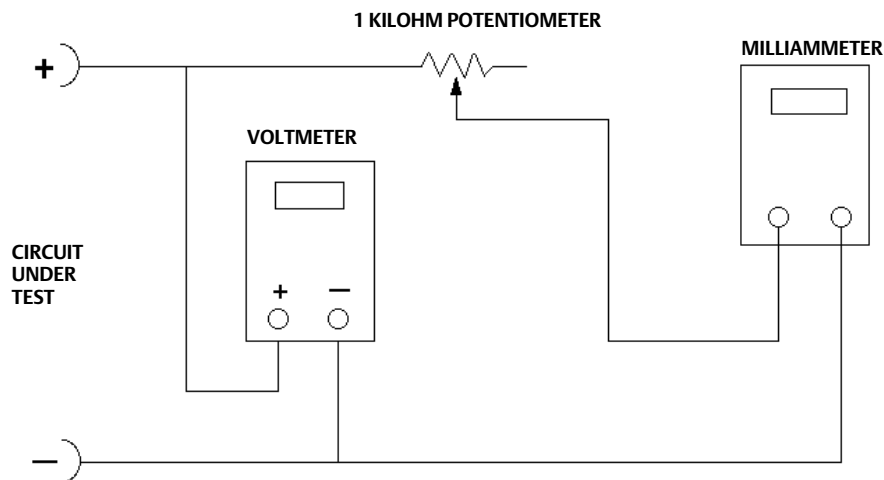 1 KILOHM POTENTIOMETER
MILLIAMMETER
+
VOLTMETER
CIRCUIT
UNDER
TEST
+ —
—